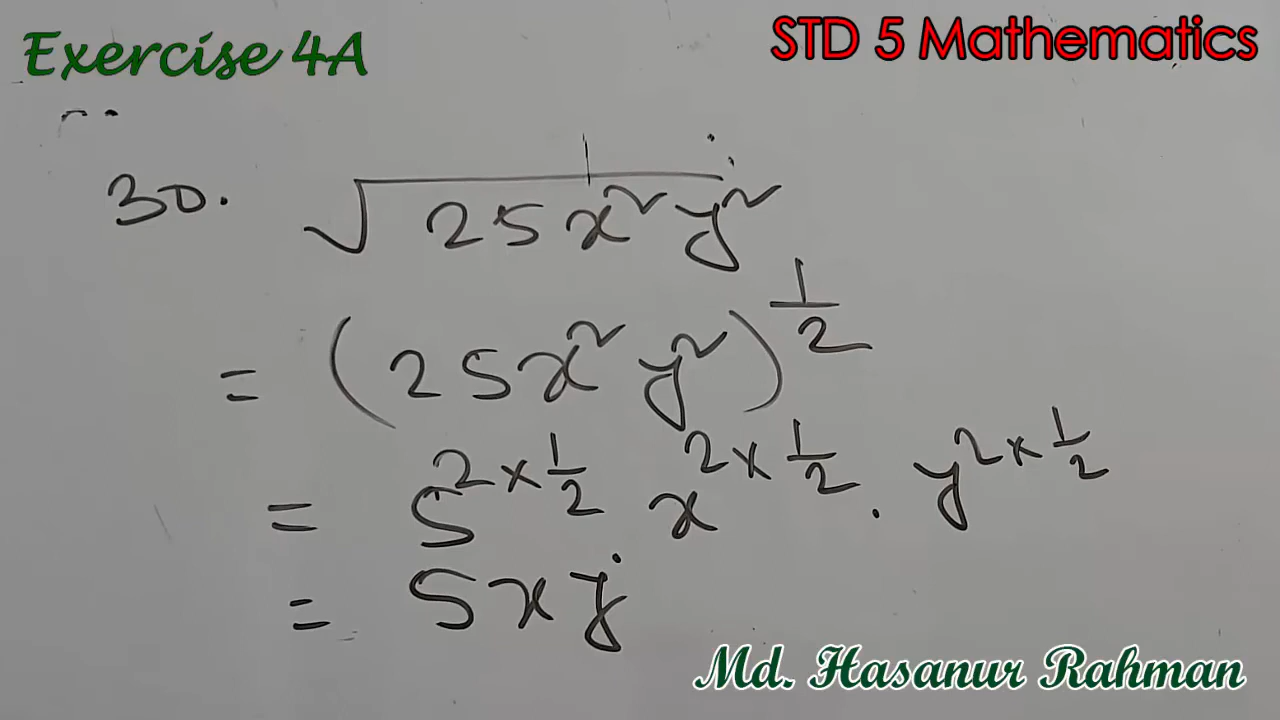 Exercise 4A
STD 5 Mathematics
30. √25x²y²
= (25x²y²)^{1/2}
= 5^{2×1/2} x^{2×1/2} . y^{2×1/2}
= 5xy
Md. Hasanur Rahman